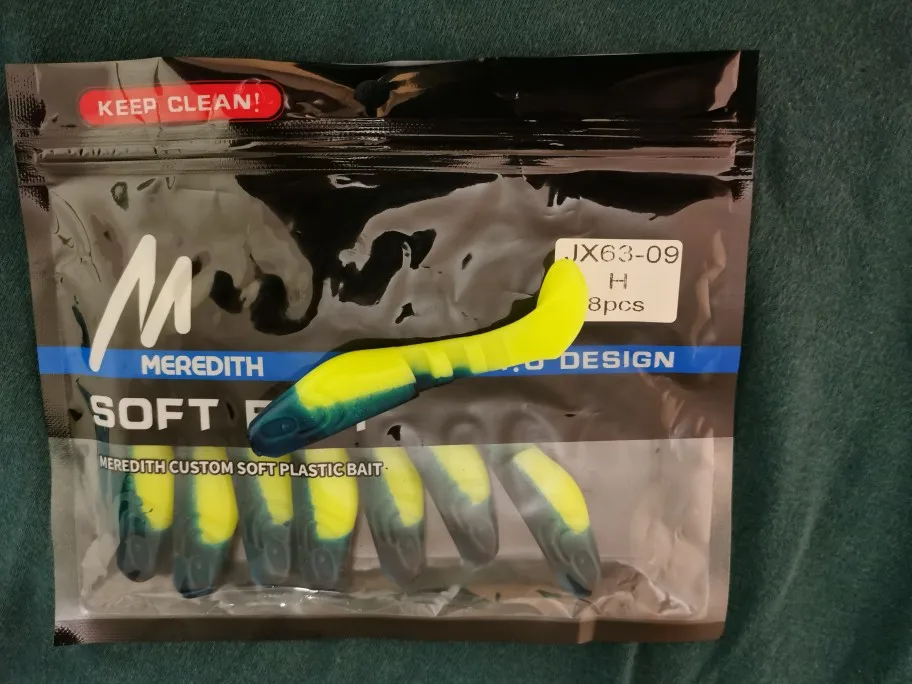 KEEP CLEAN!
JX63-09
H
8pcs
MEREDITH
DESIGN
SOFT
MEREDITH CUSTOM SOFT PLASTIC BAIT